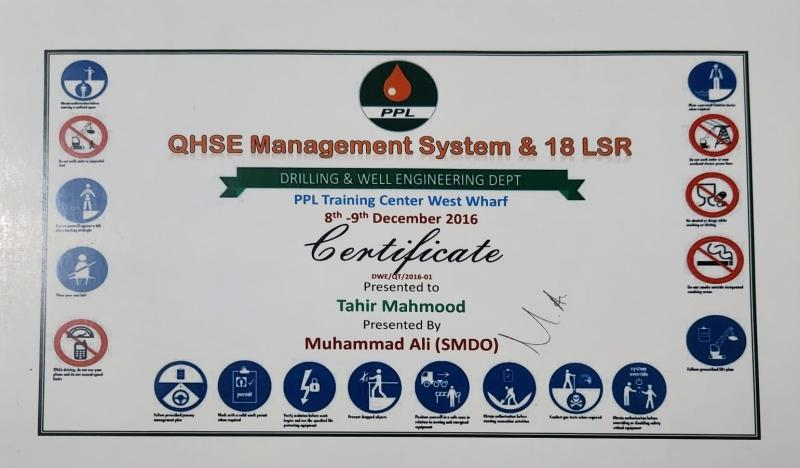 PPL
QHSE Management System & 18 LSR
DRILLING & WELL ENGINEERING DEPT
PPL Training Center West Wharf
8th -9th December 2016
Certificate
DWE/QT/2016-01
Presented to
Tahir Mahmood
Presented By
Muhammad Ali (SMDO)
M.A.
Obtain authorisation before
entering a confined space
Do not walk under a suspended
load
Protect yourself against a fall
when working at height
Wear your seat belt
While driving, do not use your
phone and do not exceed speed
limits
Wear a personal flotation device
when required
Do not work under or near
overhead electric power lines
No alcohol or drugs while
working or driving
Do not smoke outside designated
smoking areas
Follow prescribed lift plan
Follow prescribed journey
management plan
permit
Work with a valid work permit
when required
Verify isolation before work
begins and use the specified life
protecting equipment
Prevent dropped objects
Position yourself in a safe zone in
relation to moving and energised
equipment
Obtain authorisation before
starting excavation activities
Conduct gas tests when required
system
override
Obtain authorisation before
overriding or disabling safety
critical equipment